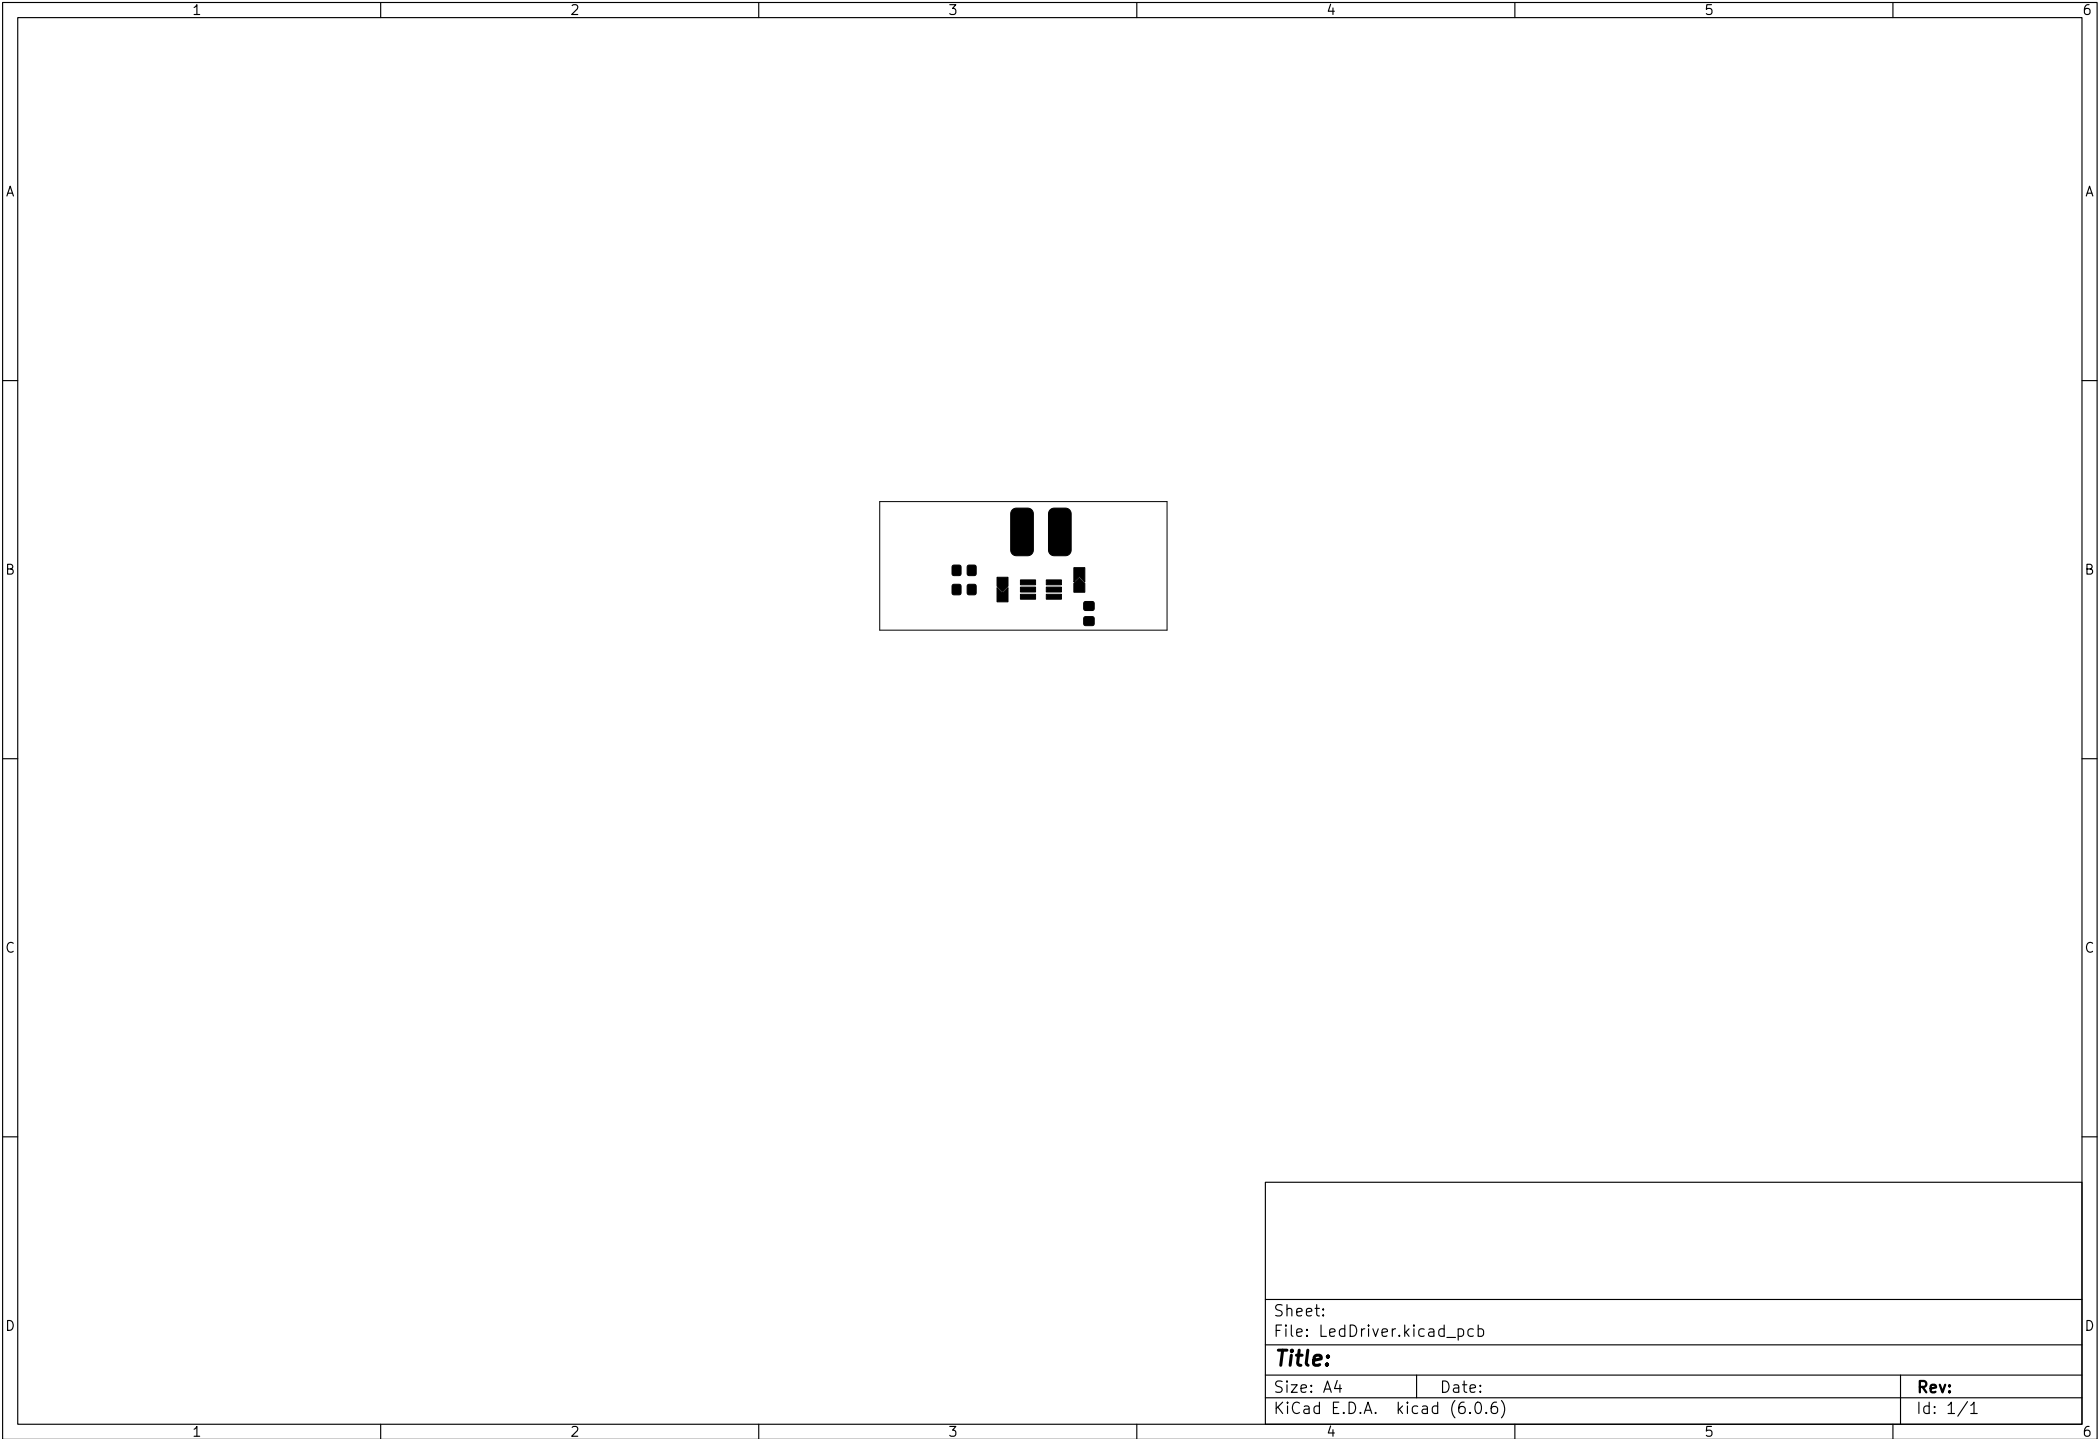 1 2 3 4 5 6
A A
B B
C C
D D
Sheet:
File: LedDriver.kicad_pcb
Title:
Size: A4 Date: Rev:
KiCad E.D.A. kicad (6.0.6) Id: 1/1
1 2 3 4 5 6